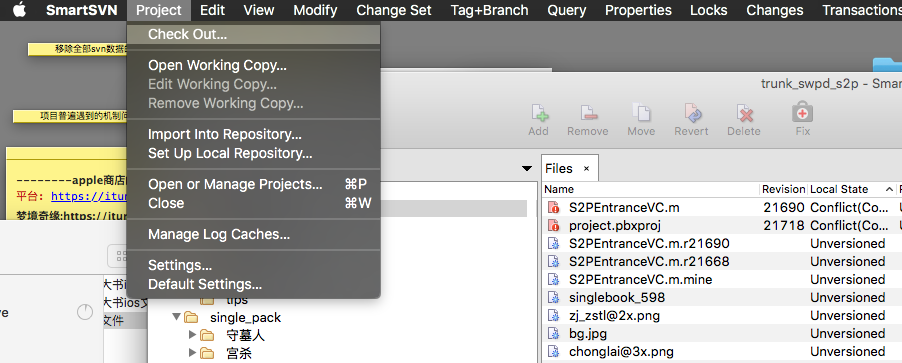 SmartSVN Project Edit View Modify Change Set Tag+Branch Query Properties Locks Changes Transactions
Check Out...
移除全部svn数据
Open Working Copy...
Edit Working Copy...
trunk_swpd_s2p - Smar
Remove Working Copy...
项目普遍遇到的机制问
Import Into Repository...
Add Remove Move Revert Delete Fix
Set Up Local Repository...
--------apple商店
Files ×
Open or Manage Projects... ⌘P
平台: https://itu
Name Revision Local State
Close ⌘W
梦境奇缘:https://itur
S2PEntranceVC.m 21690 Conflict(Co...
project.pbxproj 21718 Conflict(Co...
Manage Log Caches...
S2PEntranceVC.m.r21690 Unversioned
S2PEntranceVC.m.r21668 Unversioned
Settings...
大书i
S2PEntranceVC.m.mine Unversioned
Default Settings...
大书ios文
singlebook_598 Unversioned
tips
ve
文件
single_pack
zj_zstl@2x.png Unversioned
守墓人
bg.jpg Unversioned
宫杀
chonglai@3x.png Unversioned